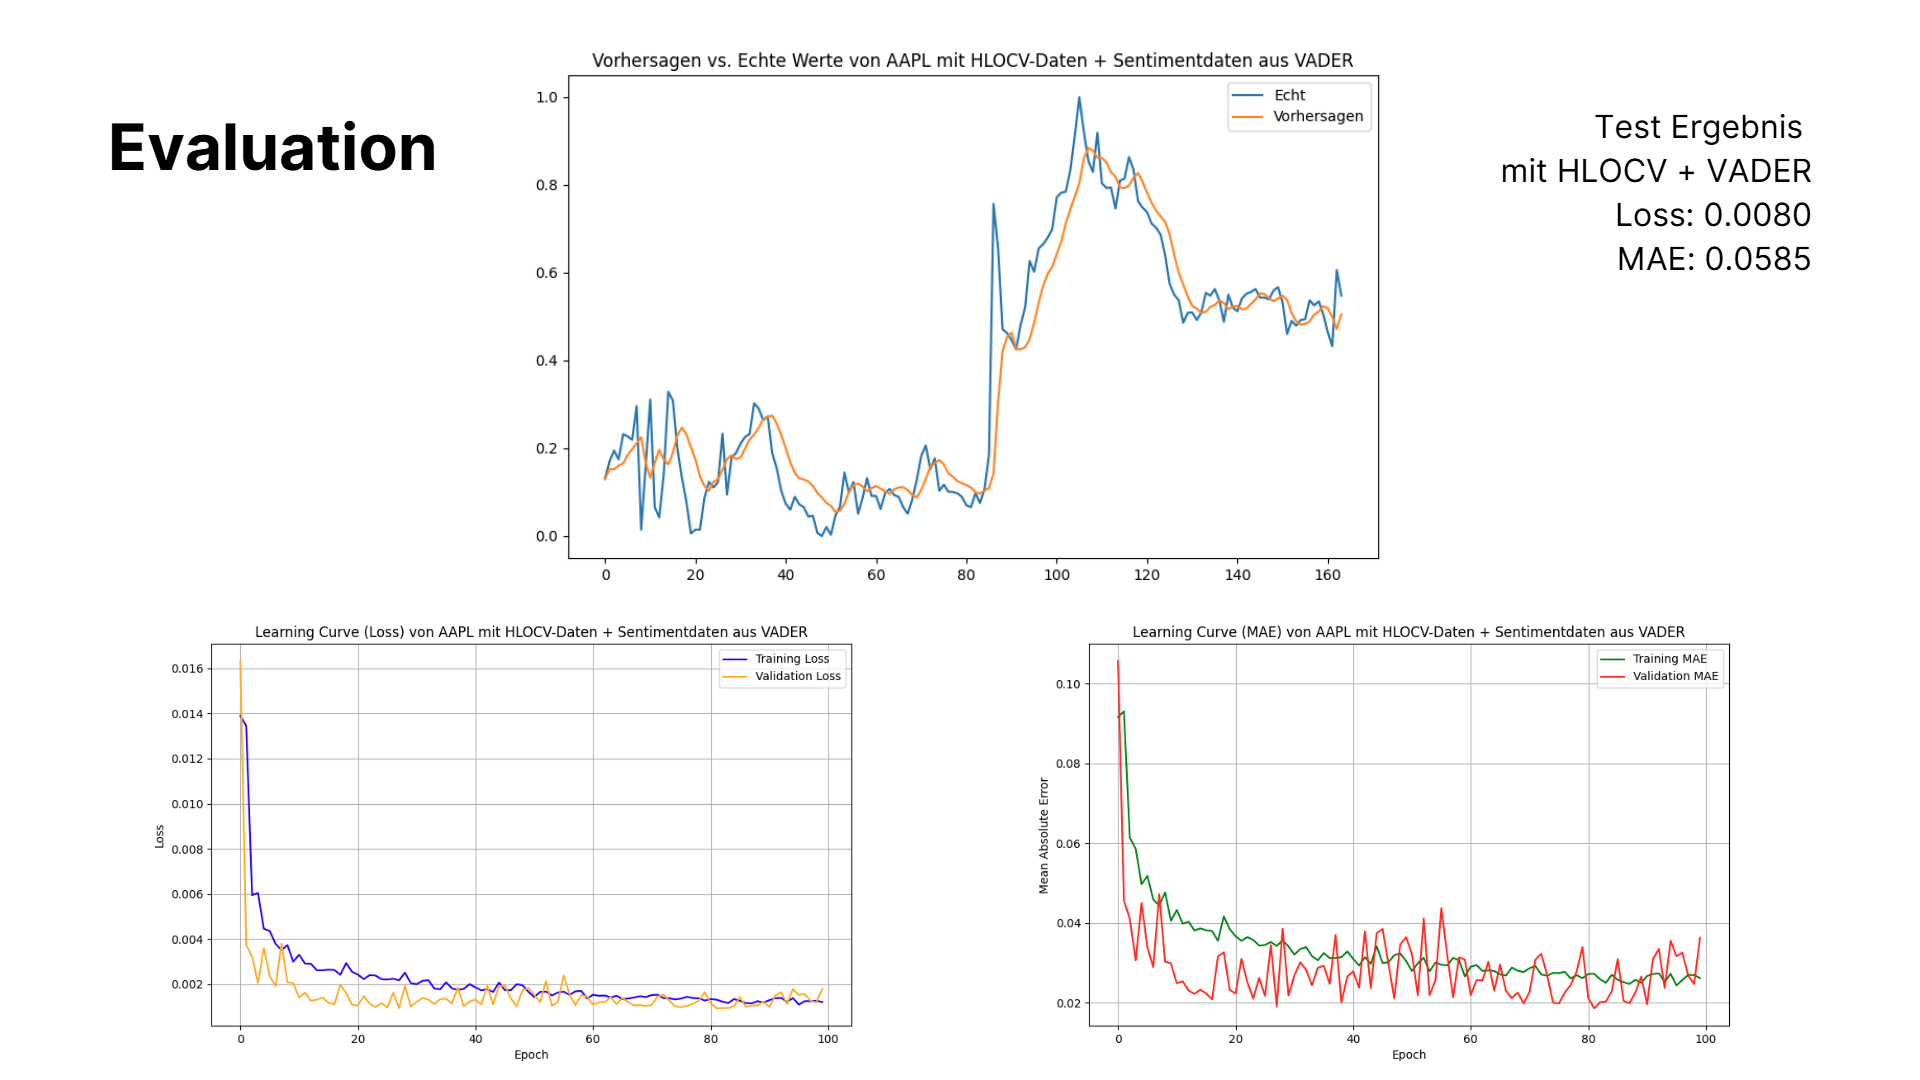 Evaluation
Vorhersagen vs. Echte Werte von AAPL mit HLOCV-Daten + Sentimentdaten aus VADER
Echt
Vorhersagen
1.0
0.8
0.6
0.4
0.2
0.0
0 20 40 60 80 100 120 140 160
Test Ergebnis
mit HLOCV + VADER
Loss: 0.0080
MAE: 0.0585
Learning Curve (Loss) von AAPL mit HLOCV-Daten + Sentimentdaten aus VADER
Training Loss
Validation Loss
Loss
0.016
0.014
0.012
0.010
0.008
0.006
0.004
0.002
0 20 40 60 80 100
Epoch
Learning Curve (MAE) von AAPL mit HLOCV-Daten + Sentimentdaten aus VADER
Training MAE
Validation MAE
Mean Absolute Error
0.10
0.08
0.06
0.04
0.02
0 20 40 60 80 100
Epoch